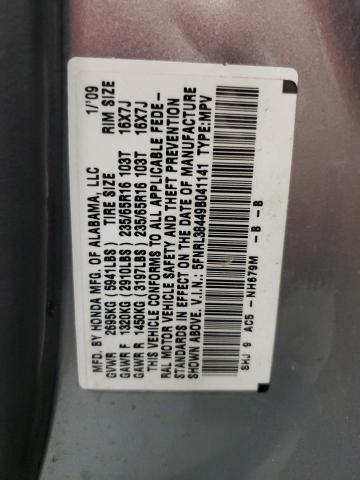 MFD. BY HONDA MFG. OF ALABAMA, LLC 1/'09
GVWR 2695KG (5941LBS) TIRE SIZE RIM SIZE
GAWR F 1320KG (2910LBS) 235/65R16 103T 16X7J
GAWR R 1450KG (3197LBS) 235/65R16 103T 16X7J
THIS VEHICLE CONFORMS TO ALL APPLICABLE FEDE-
RAL MOTOR VEHICLE SAFETY AND THEFT PREVENTION
STANDARDS IN EFFECT ON THE DATE OF MANUFACTURE
SHOWN ABOVE. V.I.N.: 5FNRL38449B041141 TYPE:MPV
SHJ 9 AC5 -NH679M -B -B